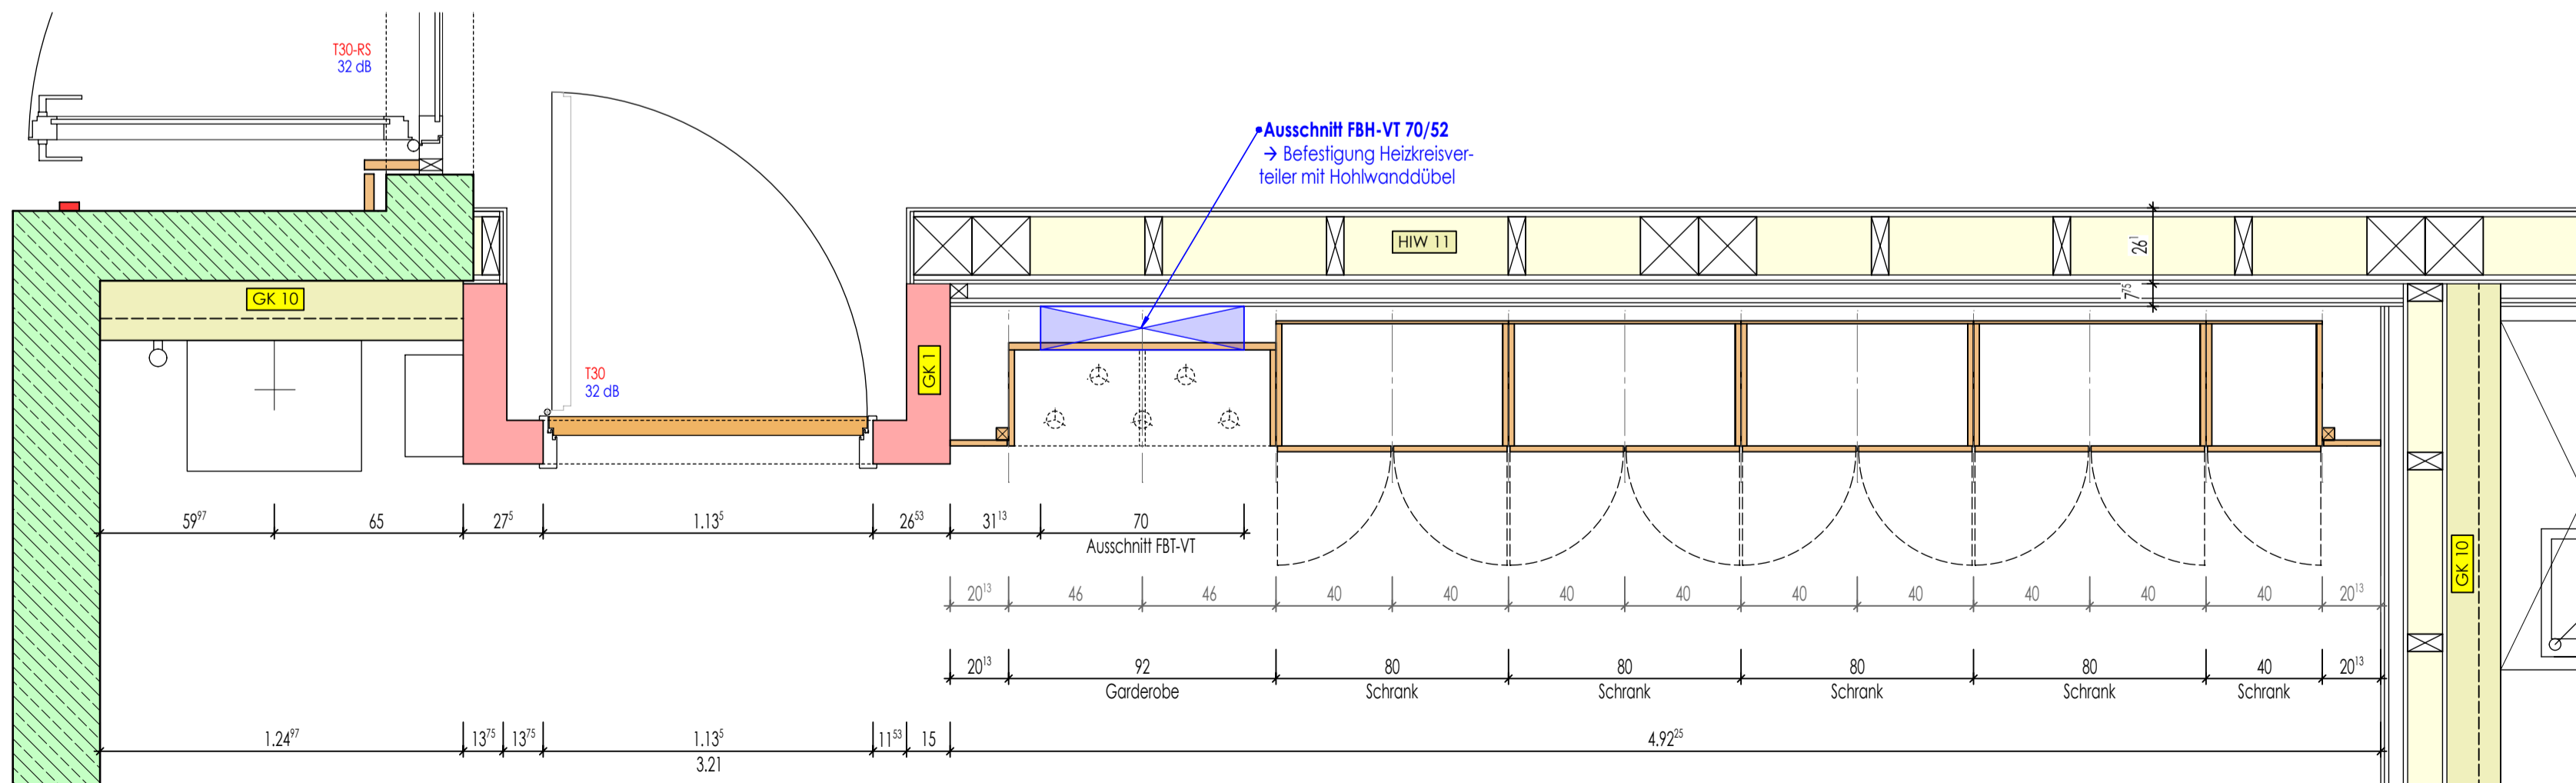 T30-RS
32 dB
Ausschnitt FBH-VT 70/52
→ Befestigung Heizkreisver-
teiler mit Hohlwanddübel
HIW 11
26¹
7⁷⁵
GK 10
GK 1
T30
32 dB
GK 10
59⁹⁷ 65 27⁵ 1.13⁵ 26⁵³ 31¹³ 70
Ausschnitt FBT-VT
20¹³ 46 46 40 40 40 40 40 40 40 40 40 20¹³
20¹³ 92 80 80 80 80 40 20¹³
Garderobe Schrank Schrank Schrank Schrank Schrank
1.24⁹⁷ 13⁷⁵ 13⁷⁵ 1.13⁵ 11⁵³ 15 4.92²⁵
3.21